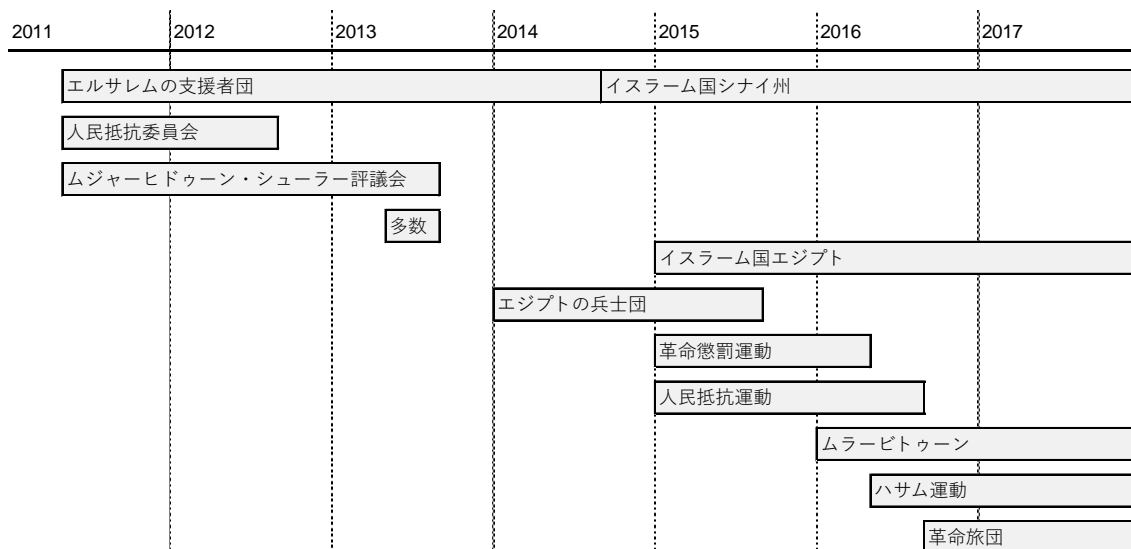 2011 2012 2013 2014 2015 2016 2017
エルサレムの支援者団 イスラーム国シナイ州
人民抵抗委員会
ムジャーヒドゥーン・シューラー評議会
多数
イスラーム国エジプト
エジプトの兵士団
革命懲罰運動
人民抵抗運動
ムラービトゥーン
ハサム運動
革命旅団